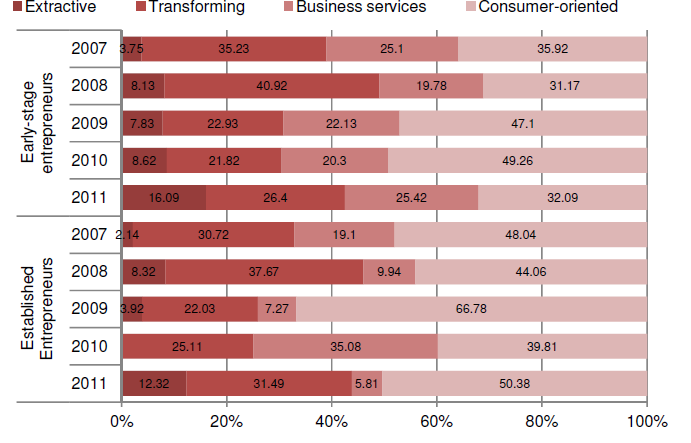 Extractive Transforming Business services Consumer-oriented
Early-stage
entrepreneurs
2007 3.75 35.23 25.1 35.92
2008 8.13 40.92 19.78 31.17
2009 7.83 22.93 22.13 47.1
2010 8.62 21.82 20.3 49.26
2011 16.09 26.4 25.42 32.09
Established
Entrepreneurs
2007 2.14 30.72 19.1 48.04
2008 8.32 37.67 9.94 44.06
2009 3.92 22.03 7.27 66.78
2010 25.11 35.08 39.81
2011 12.32 31.49 5.81 50.38
0% 20% 40% 60% 80% 100%